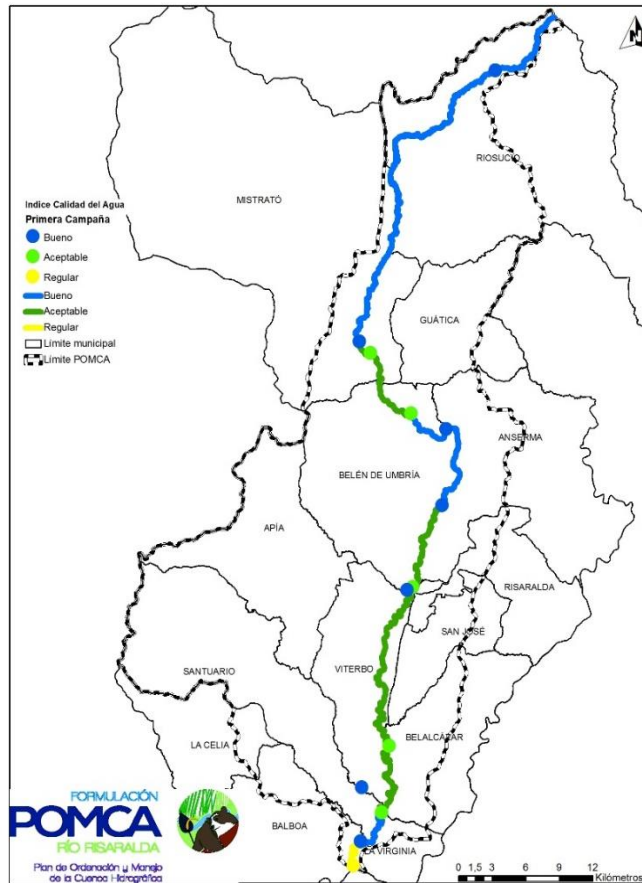 N
RIOSUCIO
MISTRATÓ
Indice Calidad del Agua
Primera Campaña
Bueno
Aceptable
Regular
Bueno
Aceptable
Regular
Límite municipal
Límite POMCA
GUÁTICA
ANSERMA
BELÉN DE UMBRÍA
APÍA
RISARALDA
SAN JOSÉ
SANTUARIO
VITERBO
BELALCÁZAR
LA CELIA
BALBOA
LA VIRGINIA
FORMULACIÓN
POMCA
RÍO RISARALDA
Plan de Ordenación y Manejo
de la Cuenca Hidrográfica
0 1,5 3 6 9 12
Kilómetros